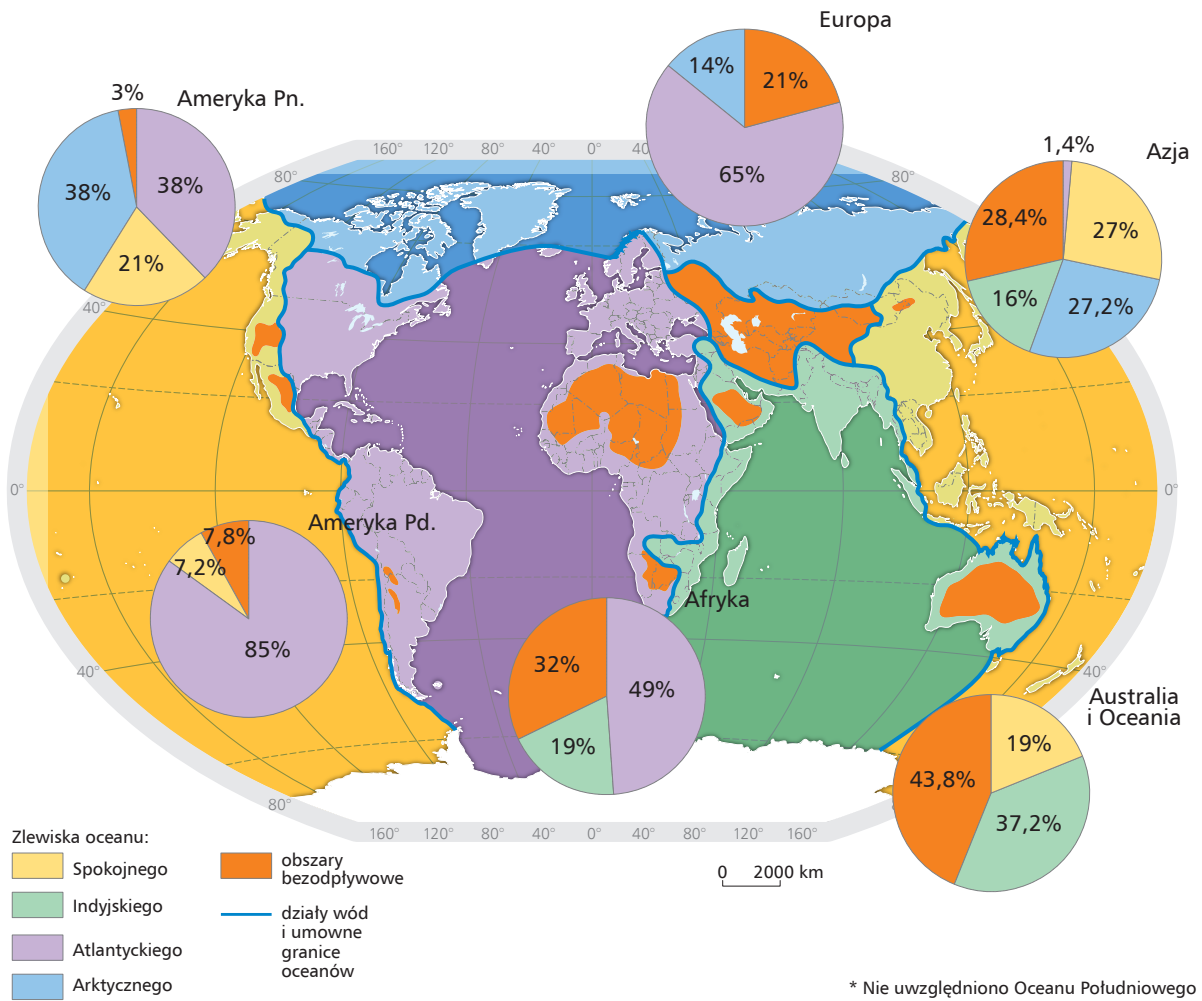 Europa
14%
21%
65%
3%
Ameryka Pn.
38%
38%
21%
1,4%
Azja
28,4%
27%
16%
27,2%
160° 120° 80° 40° 0° 40°
80°
80°
40°
0°
0°
Ameryka Pd.
7,8%
7,2%
85%
Afryka
32%
49%
19%
40°
40°
Australia
i Oceania
19%
43,8%
37,2%
80°
80°
160° 120° 80° 40° 0° 40° 80° 120° 160°
Zlewiska oceanu:
Spokojnego
Indyjskiego
Atlantyckiego
Arktycznego
obszary
bezodpływowe
działy wód
i umowne
granice
oceanów
0 2000 km
* Nie uwzględniono Oceanu Południowego